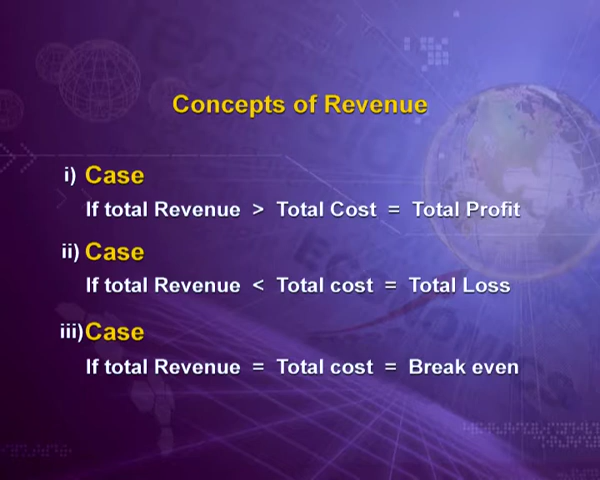 Concepts of Revenue
i) Case
If total Revenue > Total Cost = Total Profit
ii) Case
If total Revenue < Total cost = Total Loss
iii) Case
If total Revenue = Total cost = Break even